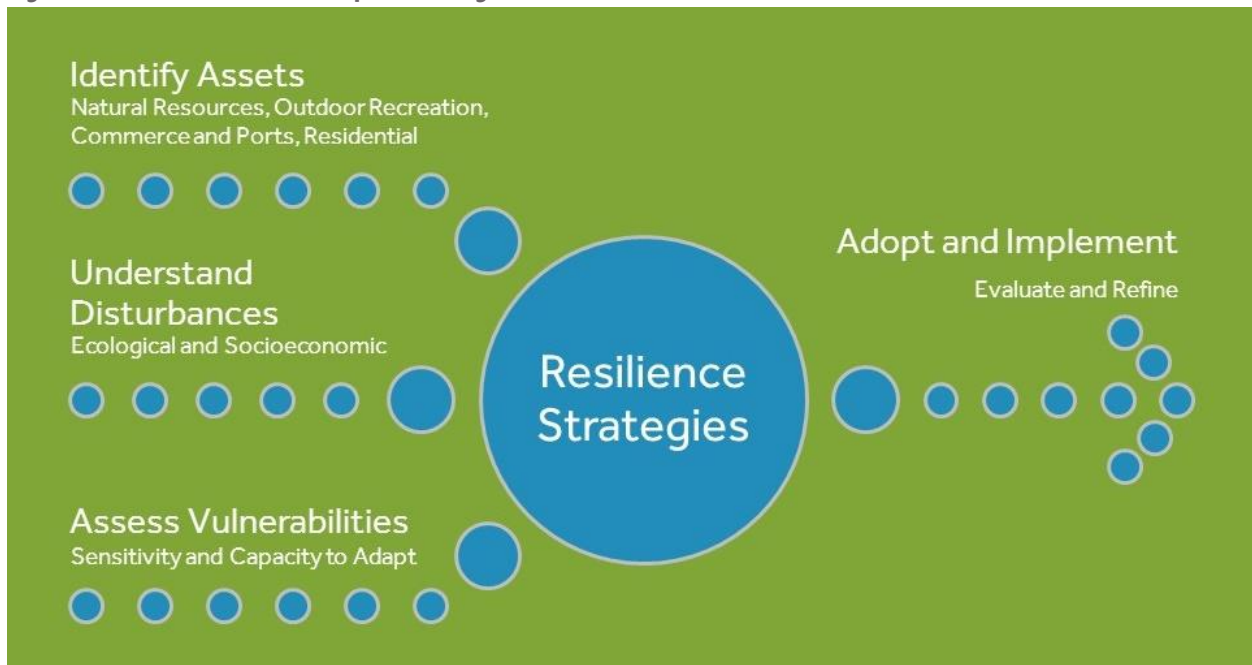 Identify Assets
Natural Resources, Outdoor Recreation,
Commerce and Ports, Residential
Understand
Disturbances
Ecological and Socioeconomic
Assess Vulnerabilities
Sensitivity and Capacity to Adapt
Resilience
Strategies
Adopt and Implement
Evaluate and Refine